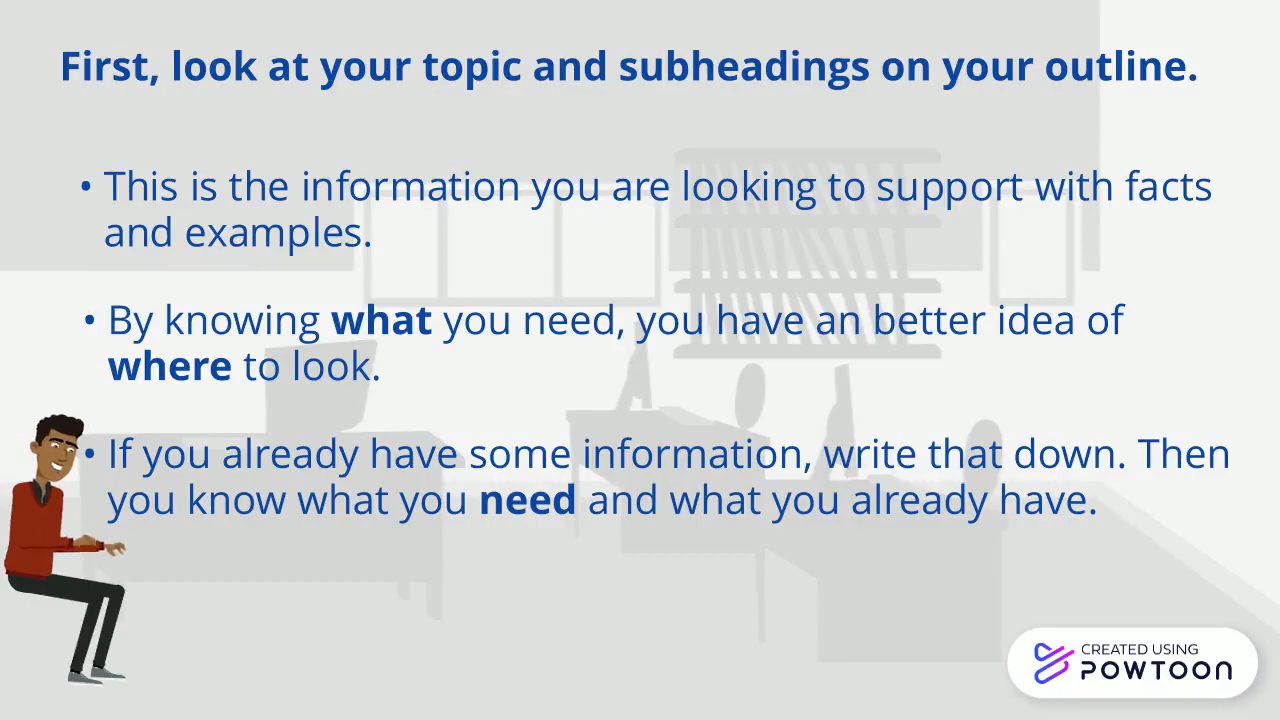 First, look at your topic and subheadings on your outline.
• This is the information you are looking to support with facts
and examples.
• By knowing what you need, you have an better idea of
where to look.
• If you already have some information, write that down. Then
you know what you need and what you already have.
CREATED USING
POWTOON